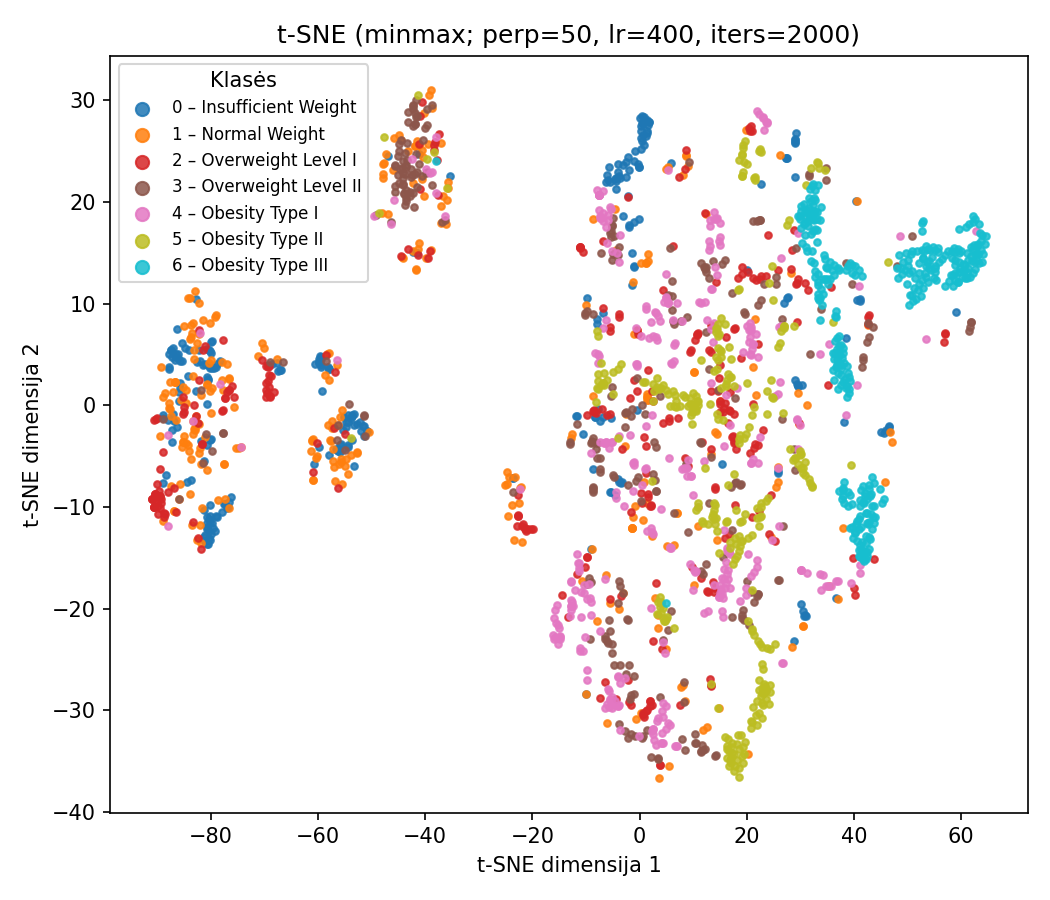 t-SNE (minmax; perp=50, lr=400, iters=2000)
Klasės
0 – Insufficient Weight
1 – Normal Weight
2 – Overweight Level I
3 – Overweight Level II
4 – Obesity Type I
5 – Obesity Type II
6 – Obesity Type III
t-SNE dimensija 2
30
20
10
0
−10
−20
−30
−40
−80
−60
−40
−20
0
20
40
60
t-SNE dimensija 1